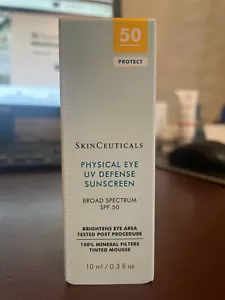 50
PROTECT
SKINCEUTICALS
PHYSICAL EYE
UV DEFENSE
SUNSCREEN
BROAD SPECTRUM
SPF 50
BRIGHTENS EYE AREA
TESTED POST PROCEDURE
100% MINERAL FILTERS
TINTED MOUSSE
10 ml / 0.3 fl oz